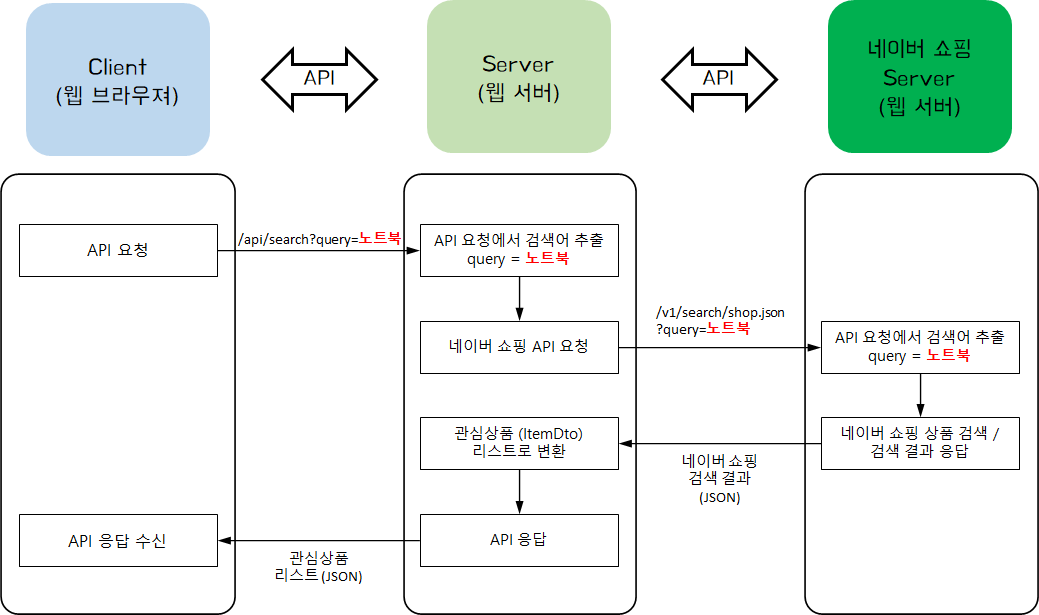 Client
(웹 브라우져)
API
Server
(웹 서버)
API
네이버 쇼핑
Server
(웹 서버)
API 요청
/api/search?query=노트북
API 요청에서 검색어 추출
query = 노트북
네이버 쇼핑 API 요청
/v1/search/shop.json
?query=노트북
API 요청에서 검색어 추출
query = 노트북
네이버 쇼핑 상품 검색 /
검색 결과 응답
네이버 쇼핑
검색 결과
(JSON)
관심상품 (ItemDto)
리스트로 변환
API 응답
관심상품
리스트(JSON)
API 응답 수신